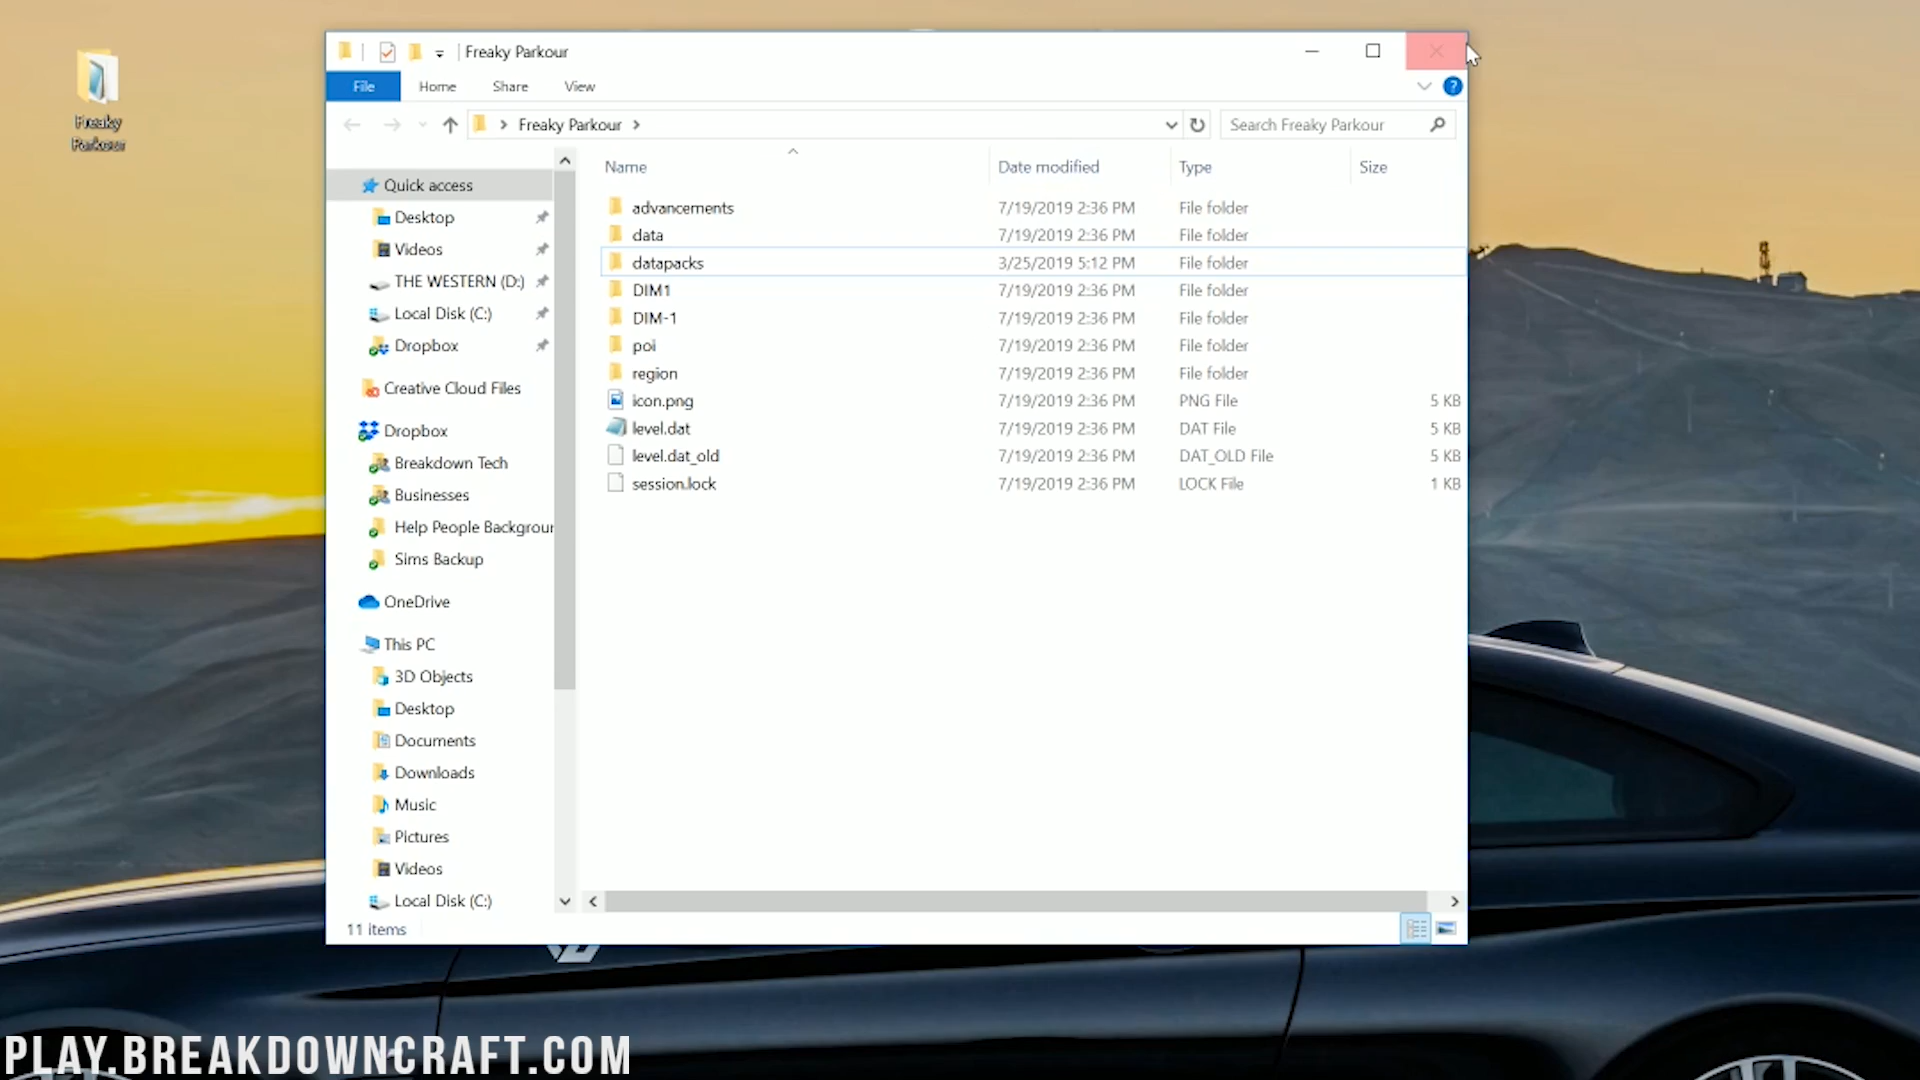 Freaky
Parkour
Freaky Parkour
File Home Share View
Freaky Parkour
Search Freaky Parkour
Name Date modified Type Size
Quick access
Desktop
Videos
THE WESTERN (D:)
Local Disk (C:)
Dropbox
Creative Cloud Files
Dropbox
Breakdown Tech
Businesses
Help People Backgroun
Sims Backup
OneDrive
This PC
3D Objects
Desktop
Documents
Downloads
Music
Pictures
Videos
Local Disk (C:)
advancements 7/19/2019 2:36 PM File folder
data 7/19/2019 2:36 PM File folder
datapacks 3/25/2019 5:12 PM File folder
DIM1 7/19/2019 2:36 PM File folder
DIM-1 7/19/2019 2:36 PM File folder
poi 7/19/2019 2:36 PM File folder
region 7/19/2019 2:36 PM File folder
icon.png 7/19/2019 2:36 PM PNG File 5 KB
level.dat 7/19/2019 2:36 PM DAT File 5 KB
level.dat_old 7/19/2019 2:36 PM DAT_OLD File 5 KB
session.lock 7/19/2019 2:36 PM LOCK File 1 KB
11 items
PLAY.BREAKDOWNCRAFT.COM